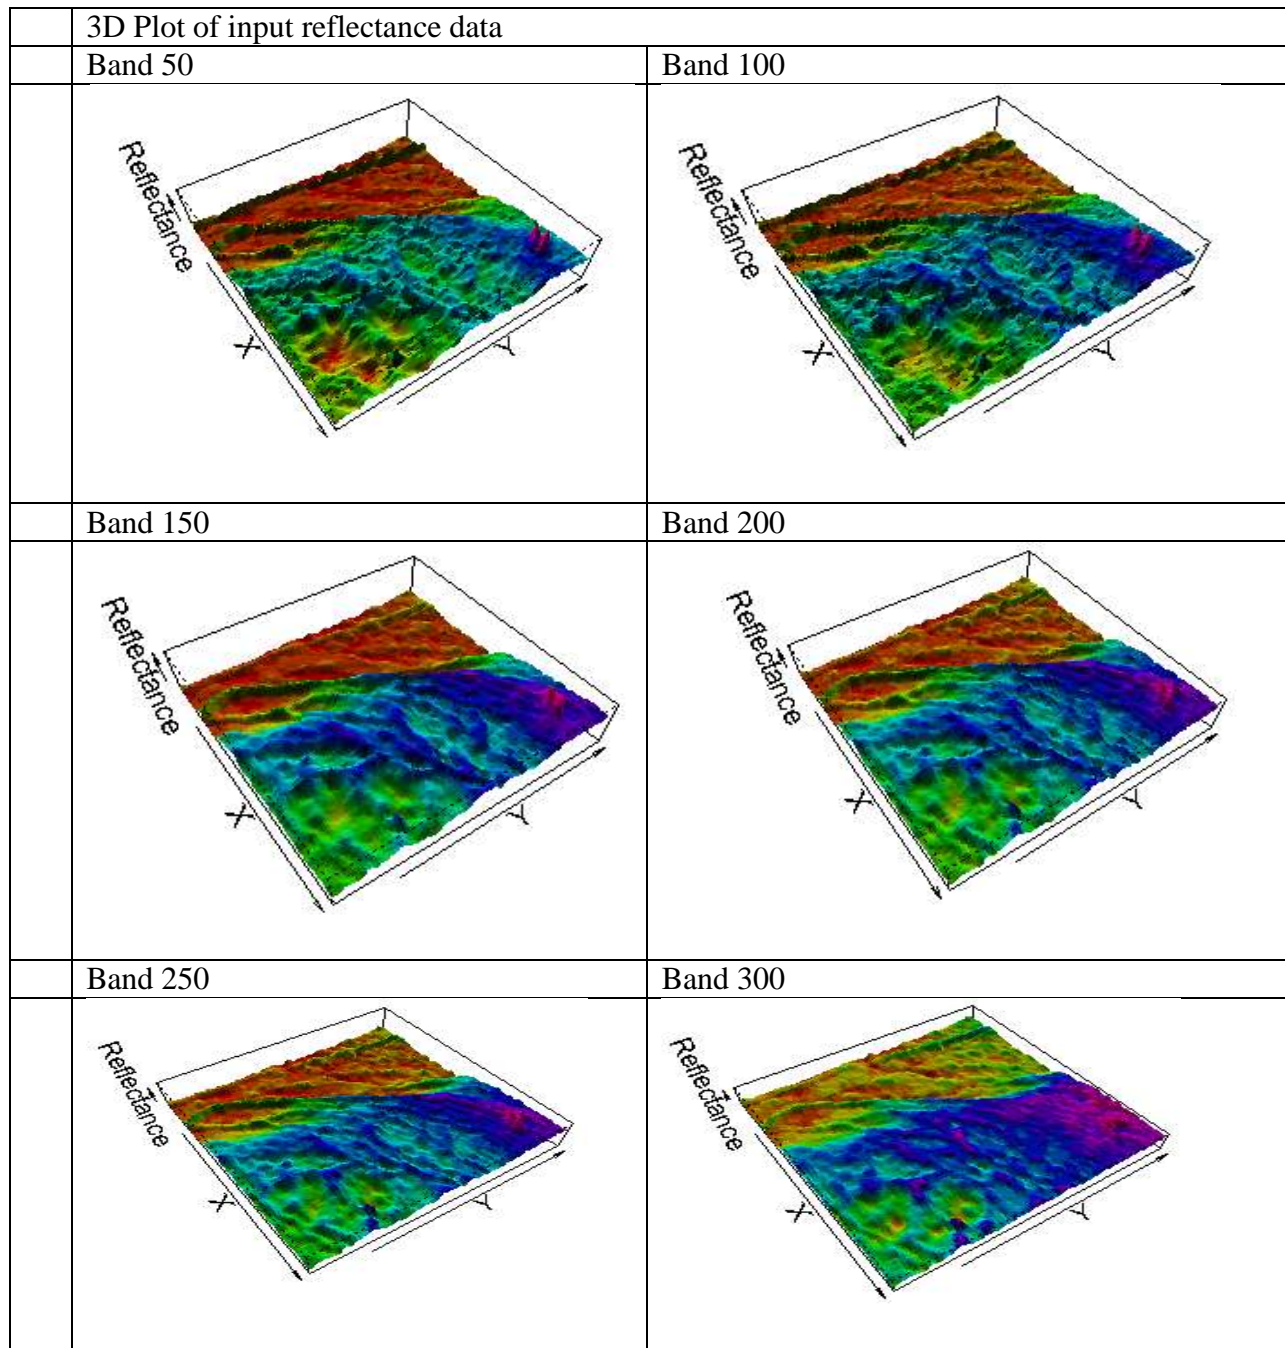 3D Plot of input reflectance data
Band 50
Band 100
Reflectance
X
Y
Reflectance
X
Y
Band 150
Band 200
Reflectance
X
Y
Reflectance
X
Y
Band 250
Band 300
Reflectance
X
Y
Reflectance
X
Y